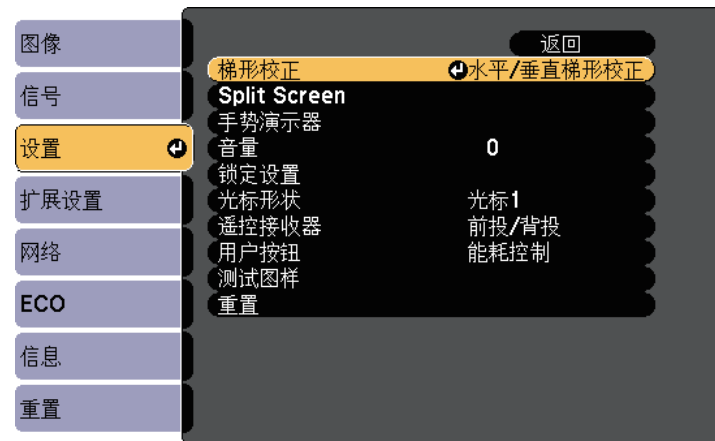 图像
信号
设置
扩展设置
网络
ECO
信息
重置
返回
梯形校正 水平/垂直梯形校正
Split Screen
手势演示器
音量 0
锁定设置
光标形状 光标1
遥控接收器 前投/背投
用户按钮 能耗控制
测试图样
重置